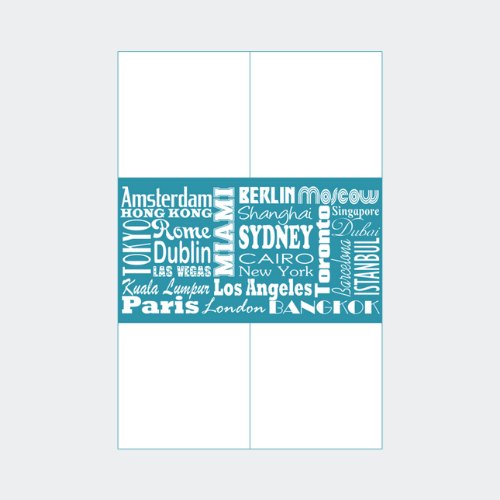 Amsterdam
HONG KONG
TOKYO
Rome
Dublin
LAS VEGAS
Kuala Lumpur
Paris
MIAMI
BERLIN
Moscow
Shanghai
SYDNEY
CAIRO
New York
Los Angeles
London
Toronto
Singapore
Dubai
Barcelona
ISTANBUL
BANGKOK